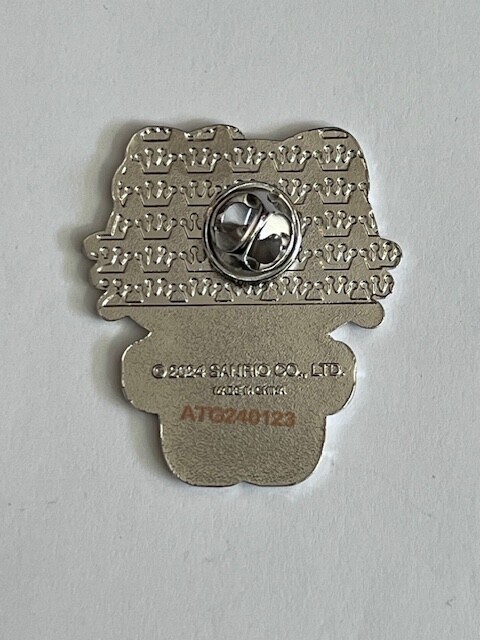 © 2024 SANRIO CO., LTD.
MADE IN CHINA
ATG240123